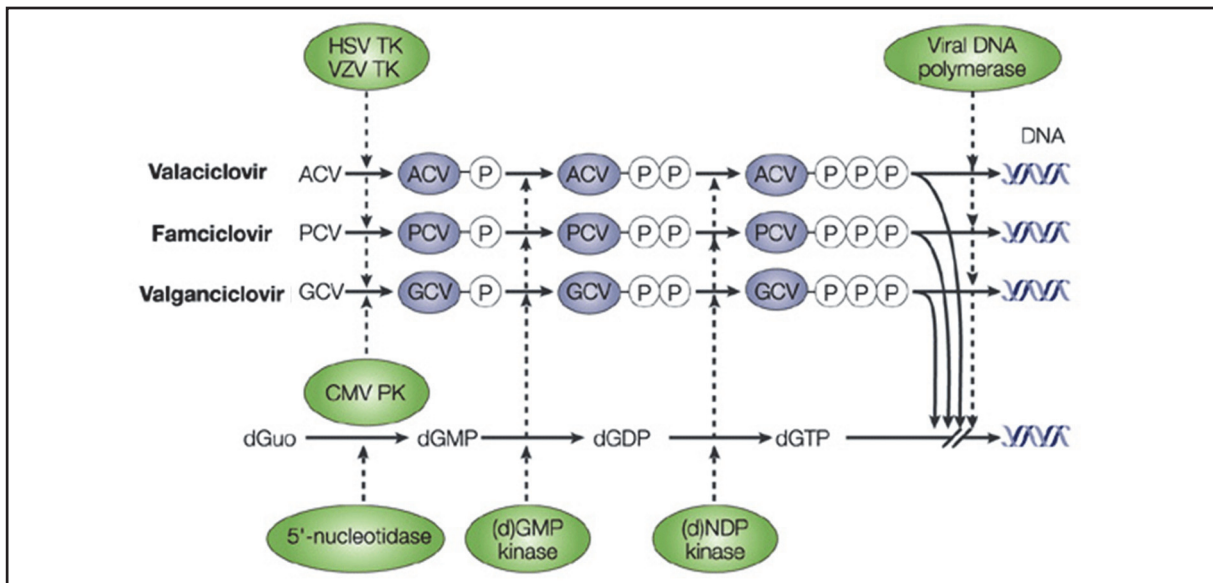 HSV TK
VZV TK
Viral DNA
polymerase
DNA
Valaciclovir ACV ACV P ACV P P ACV P P P
Famciclovir PCV PCV P PCV P P PCV P P P
Valganciclovir GCV GCV P GCV P P GCV P P P
CMV PK
dGuo dGMP dGDP dGTP
5'-nucleotidase
(d)GMP
kinase
(d)NDP
kinase